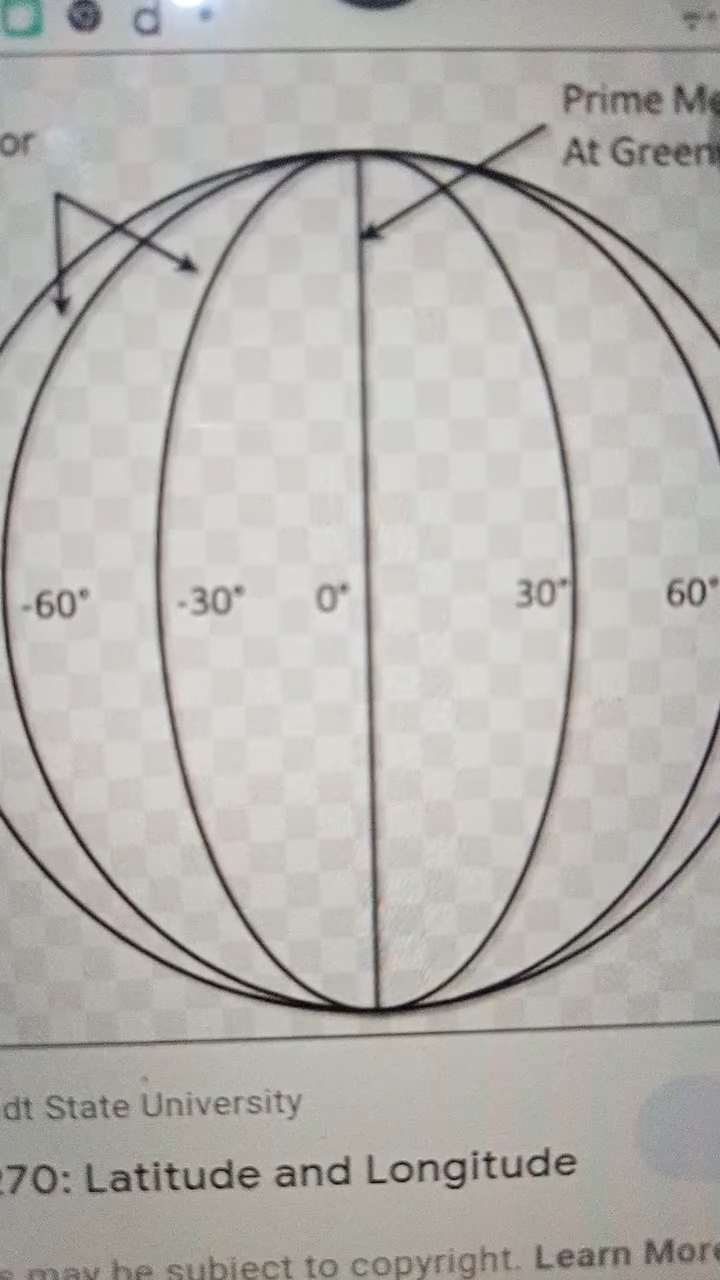 d
Prime Me
or
At Green
-60°
-30°
0°
30°
60°
dt State University
270: Latitude and Longitude
s may be subject to copyright. Learn More